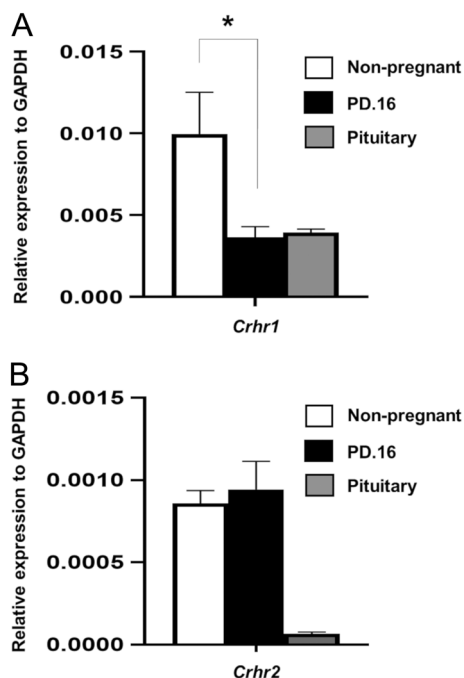 A
Relative expression to GAPDH
0.015
0.010
0.005
0.000
*
Non-pregnant
PD.16
Pituitary
Crhr1
B
Relative expression to GAPDH
0.0015
0.0010
0.0005
0.0000
Non-pregnant
PD.16
Pituitary
Crhr2